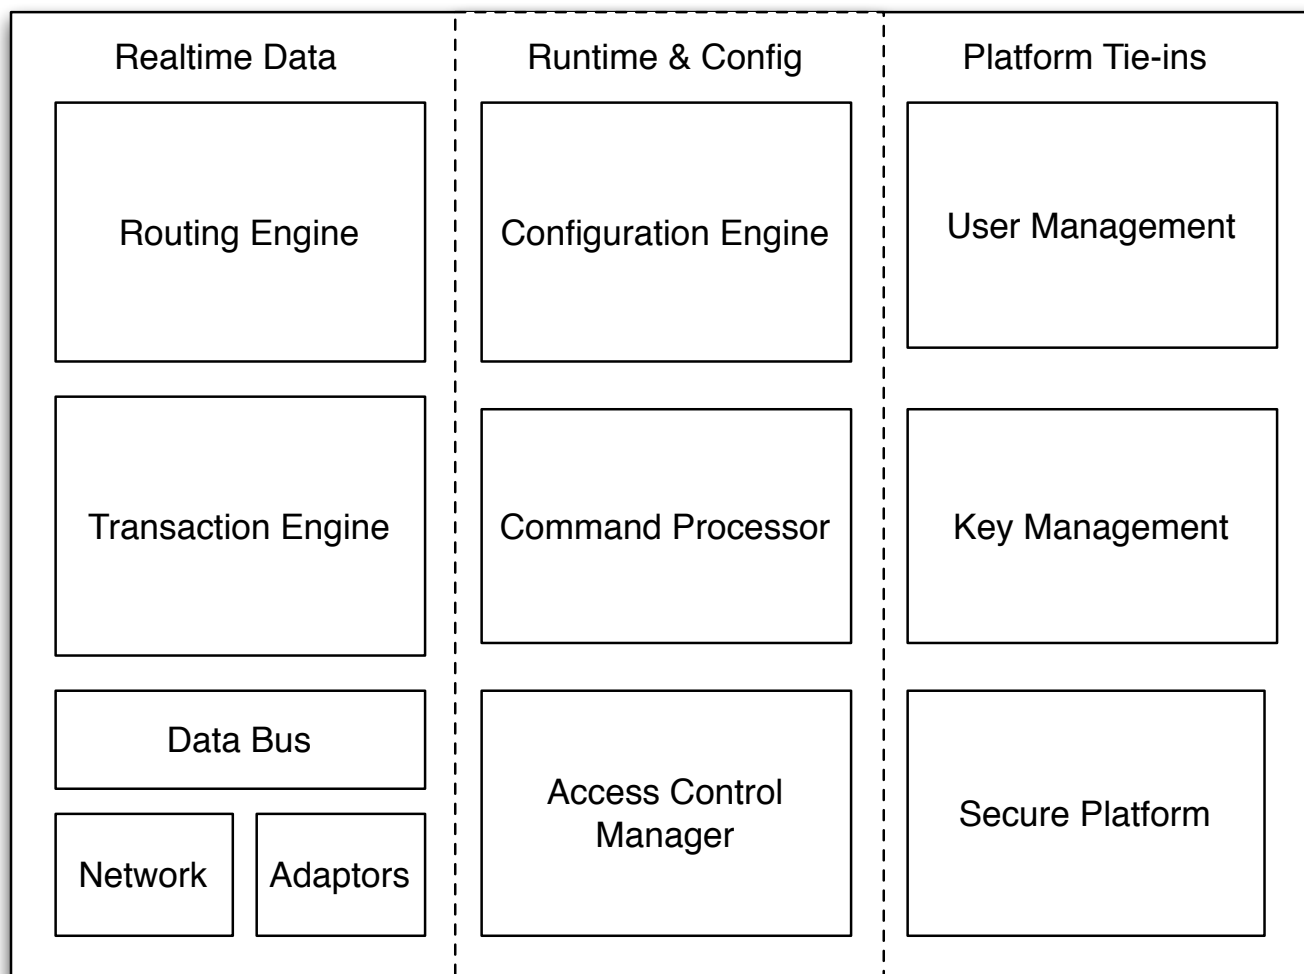 Realtime Data
Runtime & Config
Platform Tie-ins
Routing Engine
Configuration Engine
User Management
Transaction Engine
Command Processor
Key Management
Data Bus
Access Control
Manager
Secure Platform
Network
Adaptors